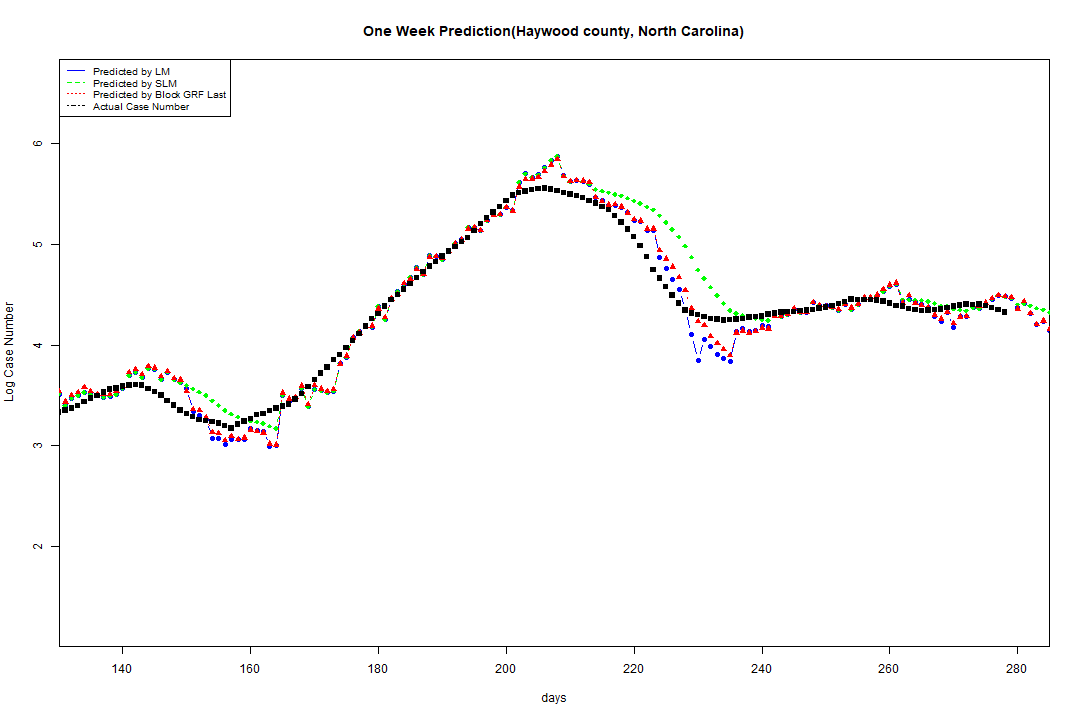 One Week Prediction(Haywood county, North Carolina)
Predicted by LM
Predicted by SLM
Predicted by Block GRF Last
Actual Case Number
6
5
4
3
2
Log Case Number
140 160 180 200 220 240 260 280
days